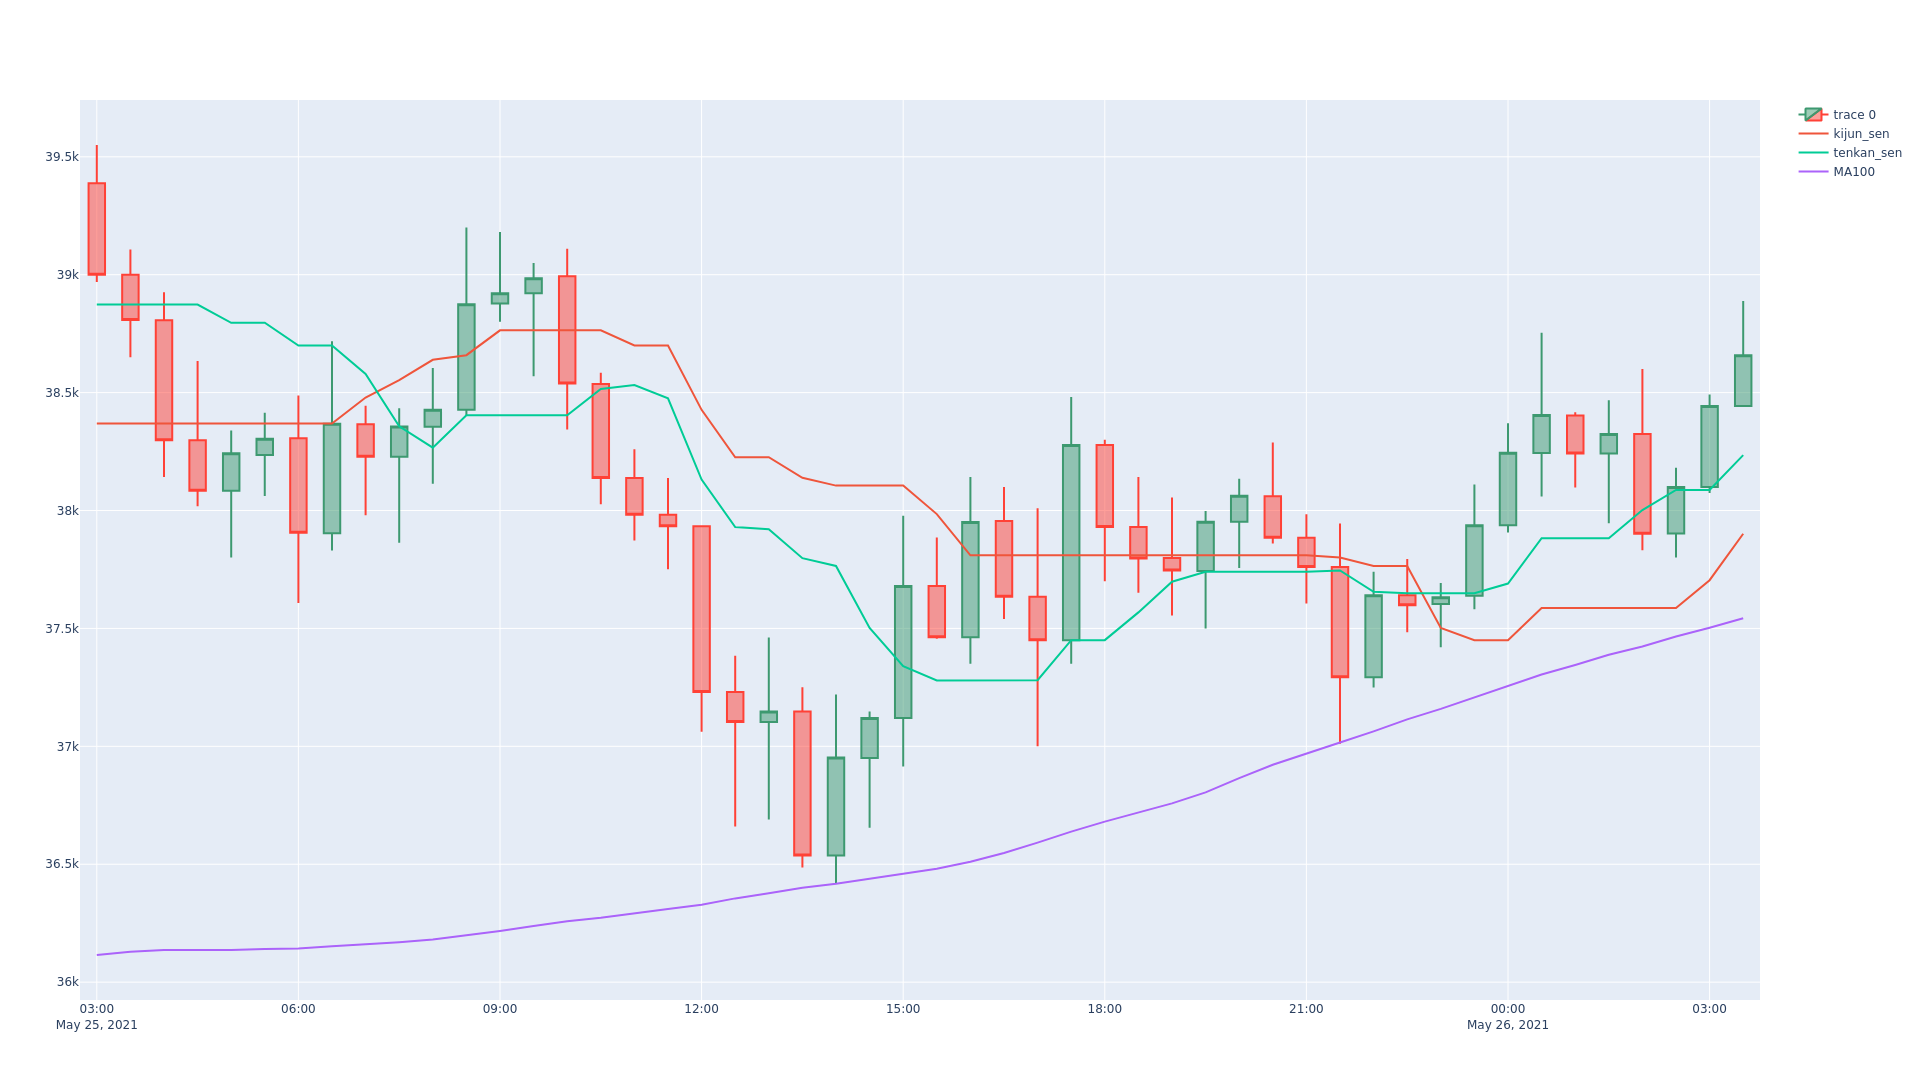 trace 0
kijun_sen
tenkan_sen
MA100
39.5k
39k
38.5k
38k
37.5k
37k
36.5k
36k
03:00 06:00 09:00 12:00 15:00 18:00 21:00 00:00 03:00
May 25, 2021 May 26, 2021